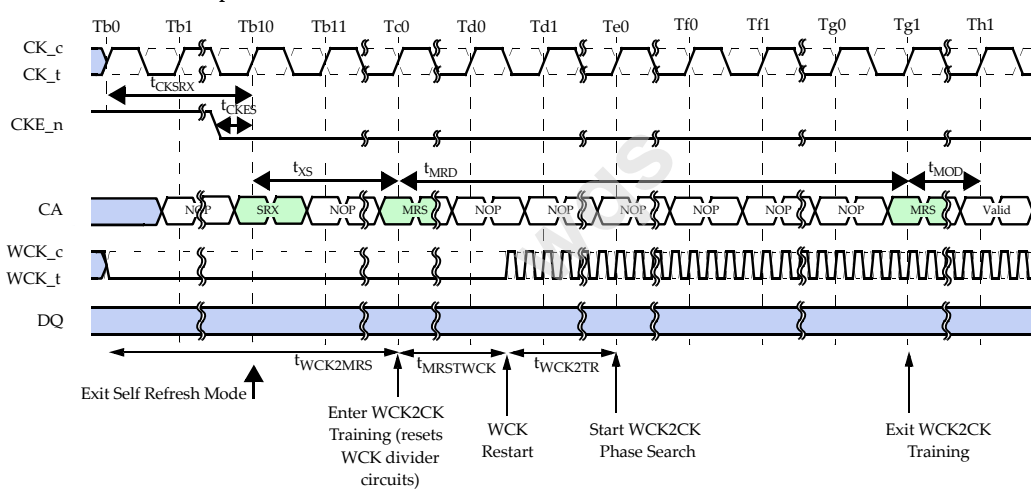 Tb0 Tb1 Tb10 Tb11 Tc0 Td0 Td1 Te0 Tf0 Tf1 Tg0 Tg1 Th1
CK_c
CK_t
tCKSRX
tCKES
CKE_n
tXS
tMRD
tMOD
CA
NOP SRX NOP MRS NOP NOP NOP NOP NOP NOP MRS Valid
WCK_c
WCK_t
DQ
tWCK2MRS
tMRSTWCK
tWCK2TR
Exit Self Refresh Mode
Enter WCK2CK
Training (resets
WCK divider
circuits)
WCK
Restart
Start WCK2CK
Phase Search
Exit WCK2CK
Training